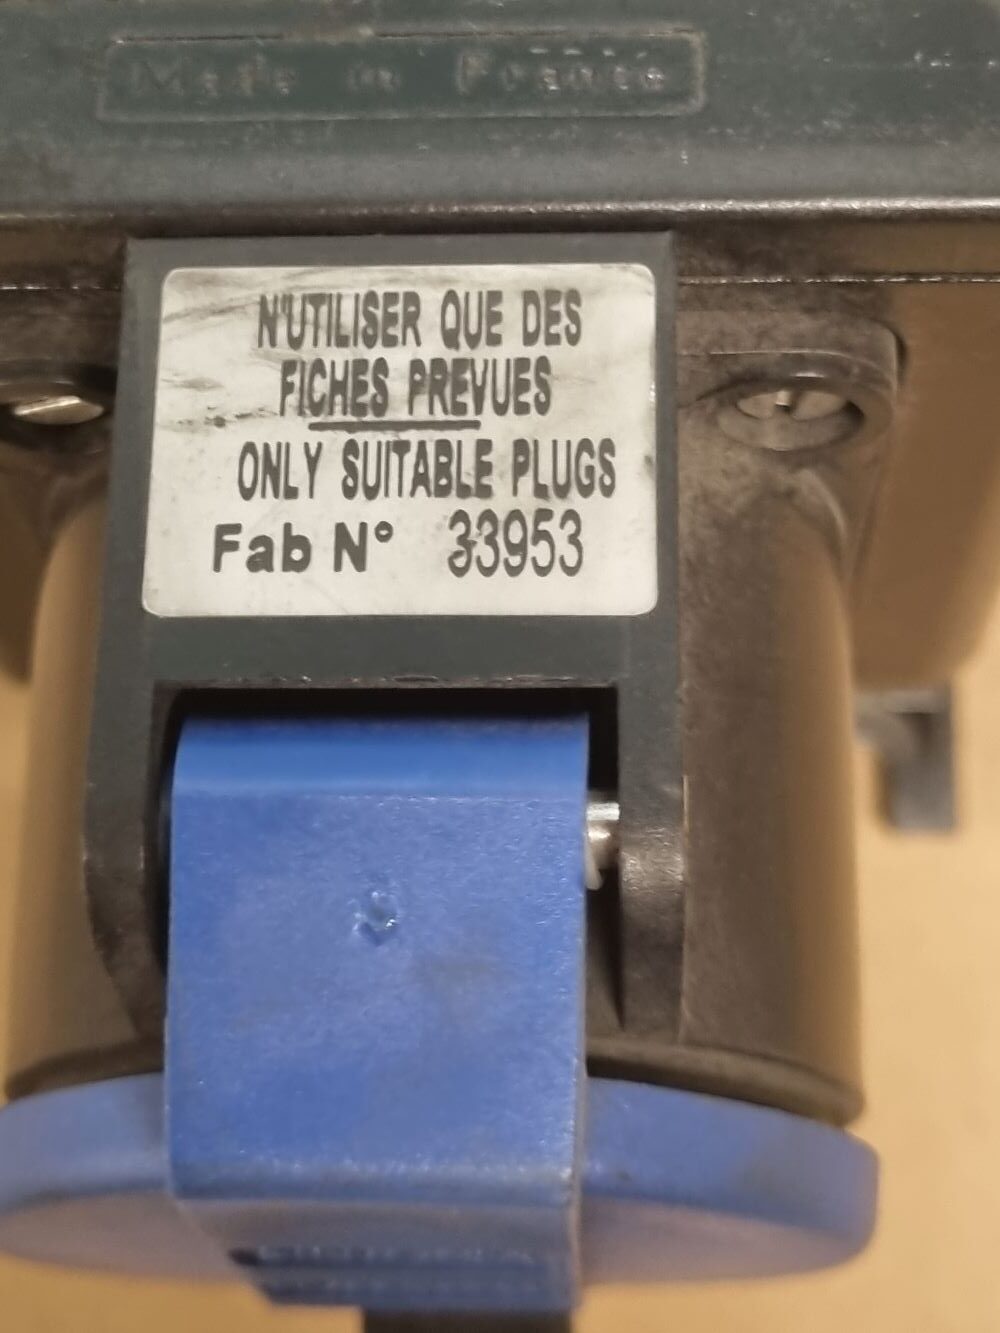 Made in France
N'UTILISER QUE DES
FICHES PREVUES
ONLY SUITABLE PLUGS
Fab N° 33953